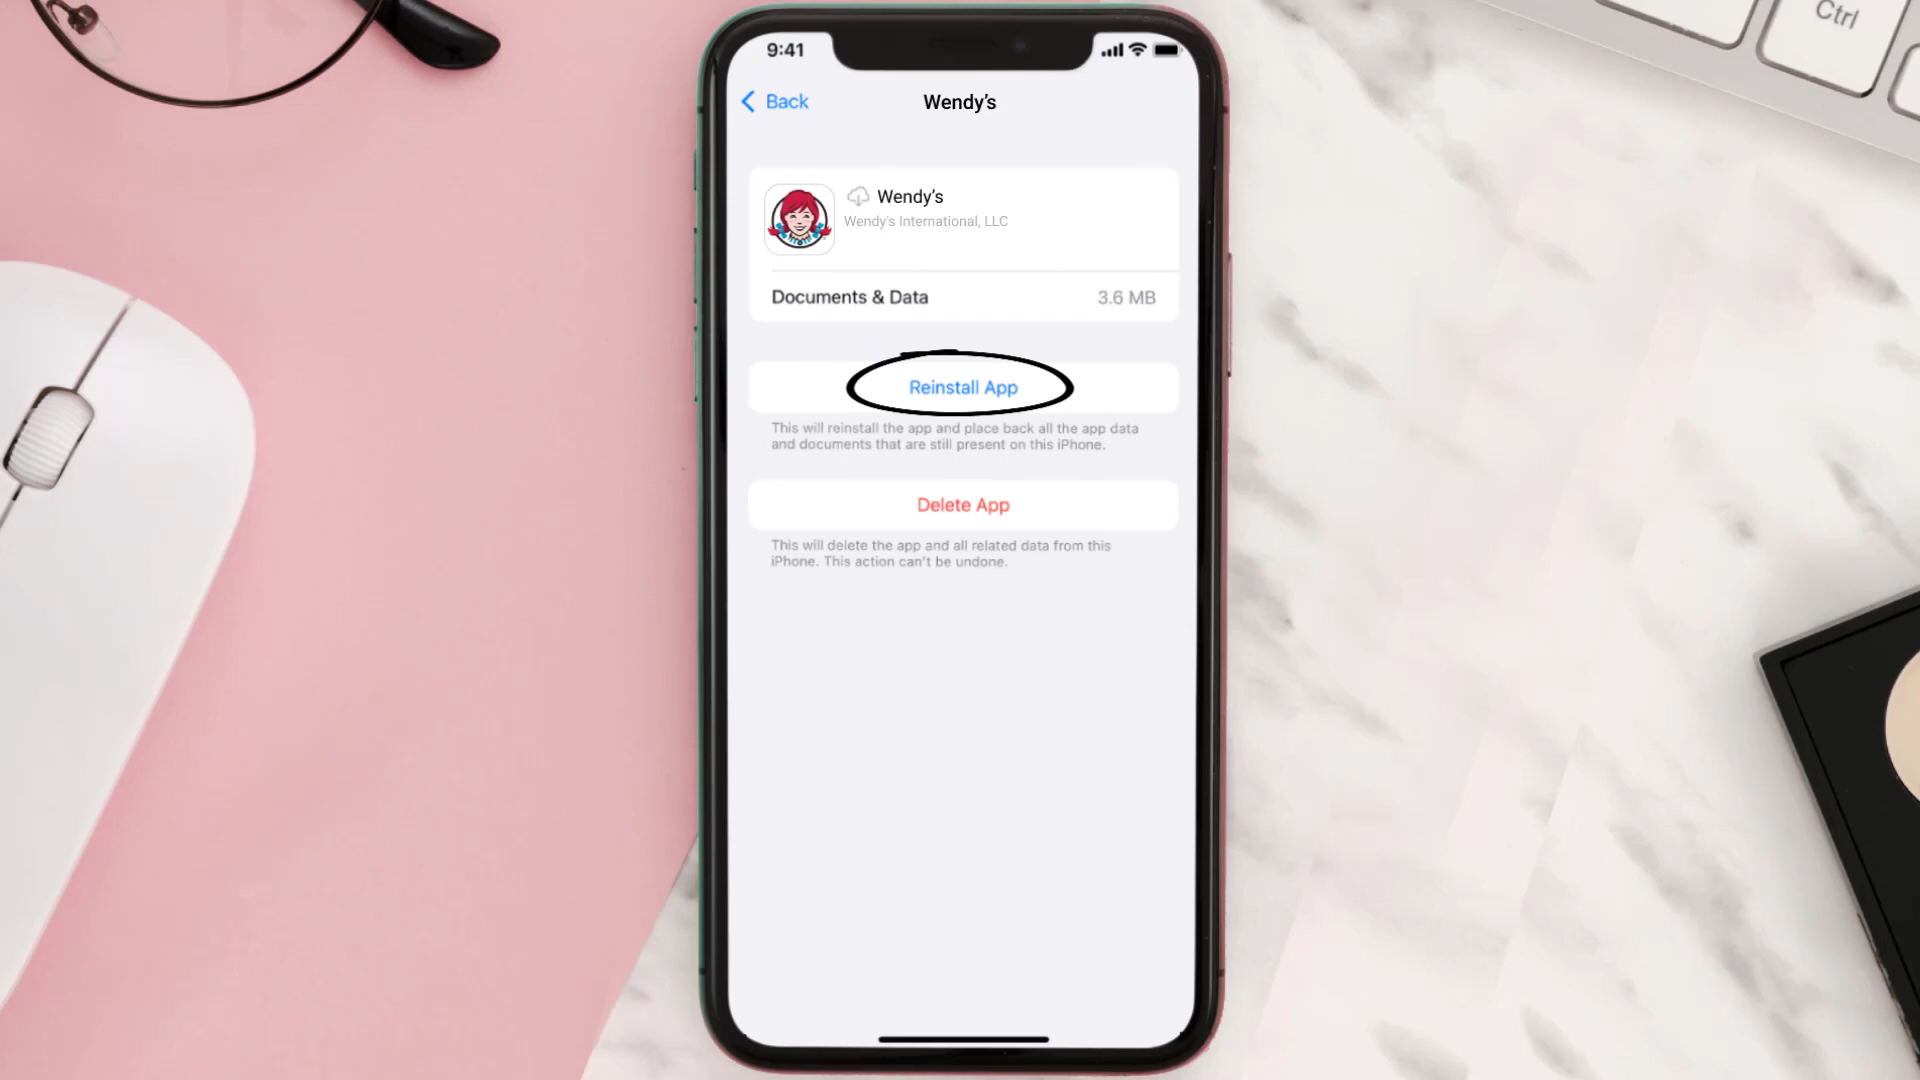 Ctrl
9:41
Back
Wendy’s
Wendy’s
Wendy's International, LLC
Documents & Data
3.6 MB
Reinstall App
This will reinstall the app and place back all the app data
and documents that are still present on this iPhone.
Delete App
This will delete the app and all related data from this
iPhone. This action can't be undone.